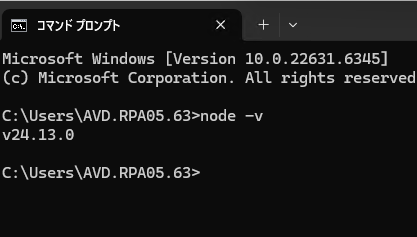 コマンド プロンプト
Microsoft Windows [Version 10.0.22631.6345]
(c) Microsoft Corporation. All rights reserved
C:\Users\AVD.RPA05.63>node -v
v24.13.0
C:\Users\AVD.RPA05.63>